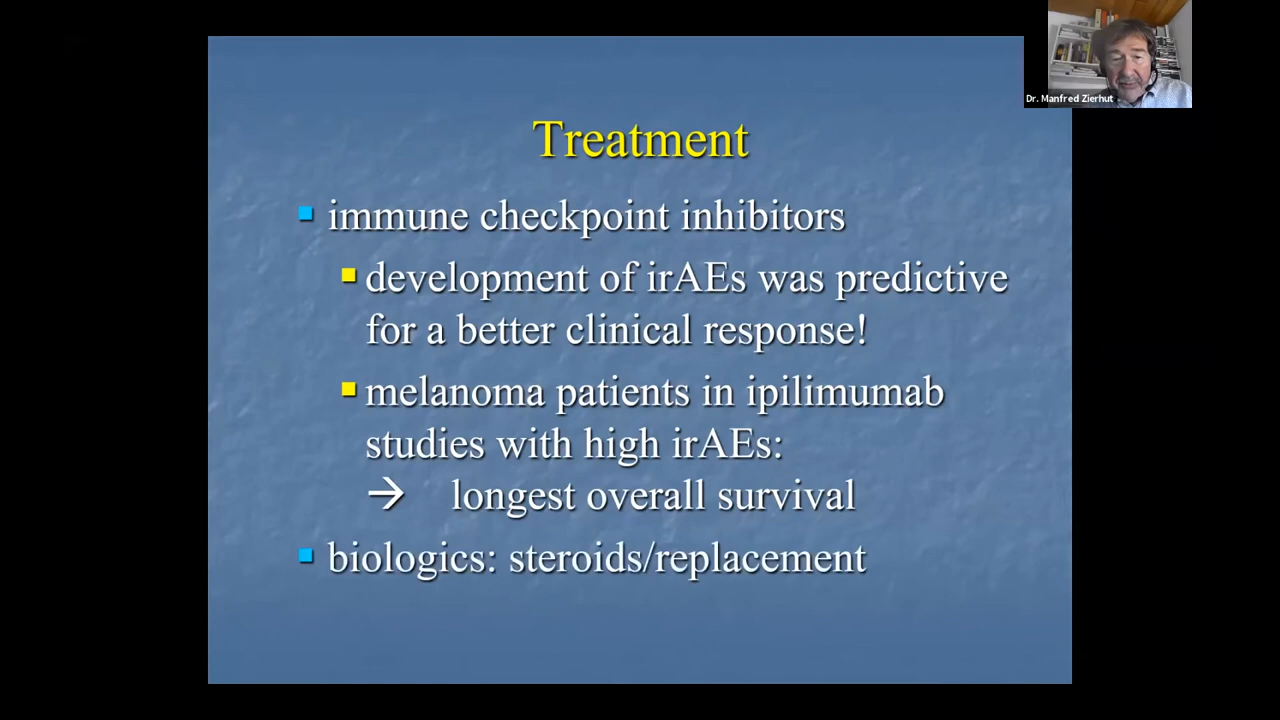 Dr. Manfred Zierhut
Treatment
immune checkpoint inhibitors
development of irAEs was predictive
for a better clinical response!
melanoma patients in ipilimumab
studies with high irAEs:
→ longest overall survival
biologics: steroids/replacement